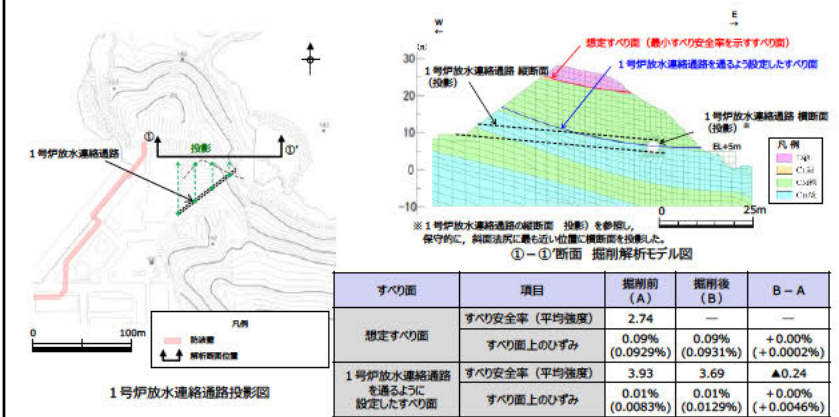 ①
①'
投影
1号炉放水連絡通路
0
100m
凡例
防波壁
解析断面位置
1号炉放水連絡通路投影図
W
E
(m)
30
20
10
0
-10
想定すべり面（最小すべり安全率を示すすべり面）
1号炉放水連絡通路を通るよう設定したすべり面
1号炉放水連絡通路 縦断面
（投影）
1号炉放水連絡通路 横断面
（投影）※
EL+5m
凡 例
0
25m
※１号炉放水連絡通路の縦断面 投影）を参照し，
保守的に，斜面法尻に最も近い位置に横断面を投影した。
①－①'断面 掘削解析モデル図
すべり面 項目 掘削前（A） 掘削後（B） B－A
想定すべり面 すべり安全率（平均強度） 2.74 — —
すべり面上のひずみ 0.09%(0.0929%) 0.09%(0.0931%) +0.00%(+0.0002%)
1号炉放水連絡通路を通るように設定したすべり面 すべり安全率（平均強度） 3.93 3.69 ▲0.24
すべり面上のひずみ 0.01%(0.0083%) 0.01%(0.0129%) +0.00%(+0.0046%)